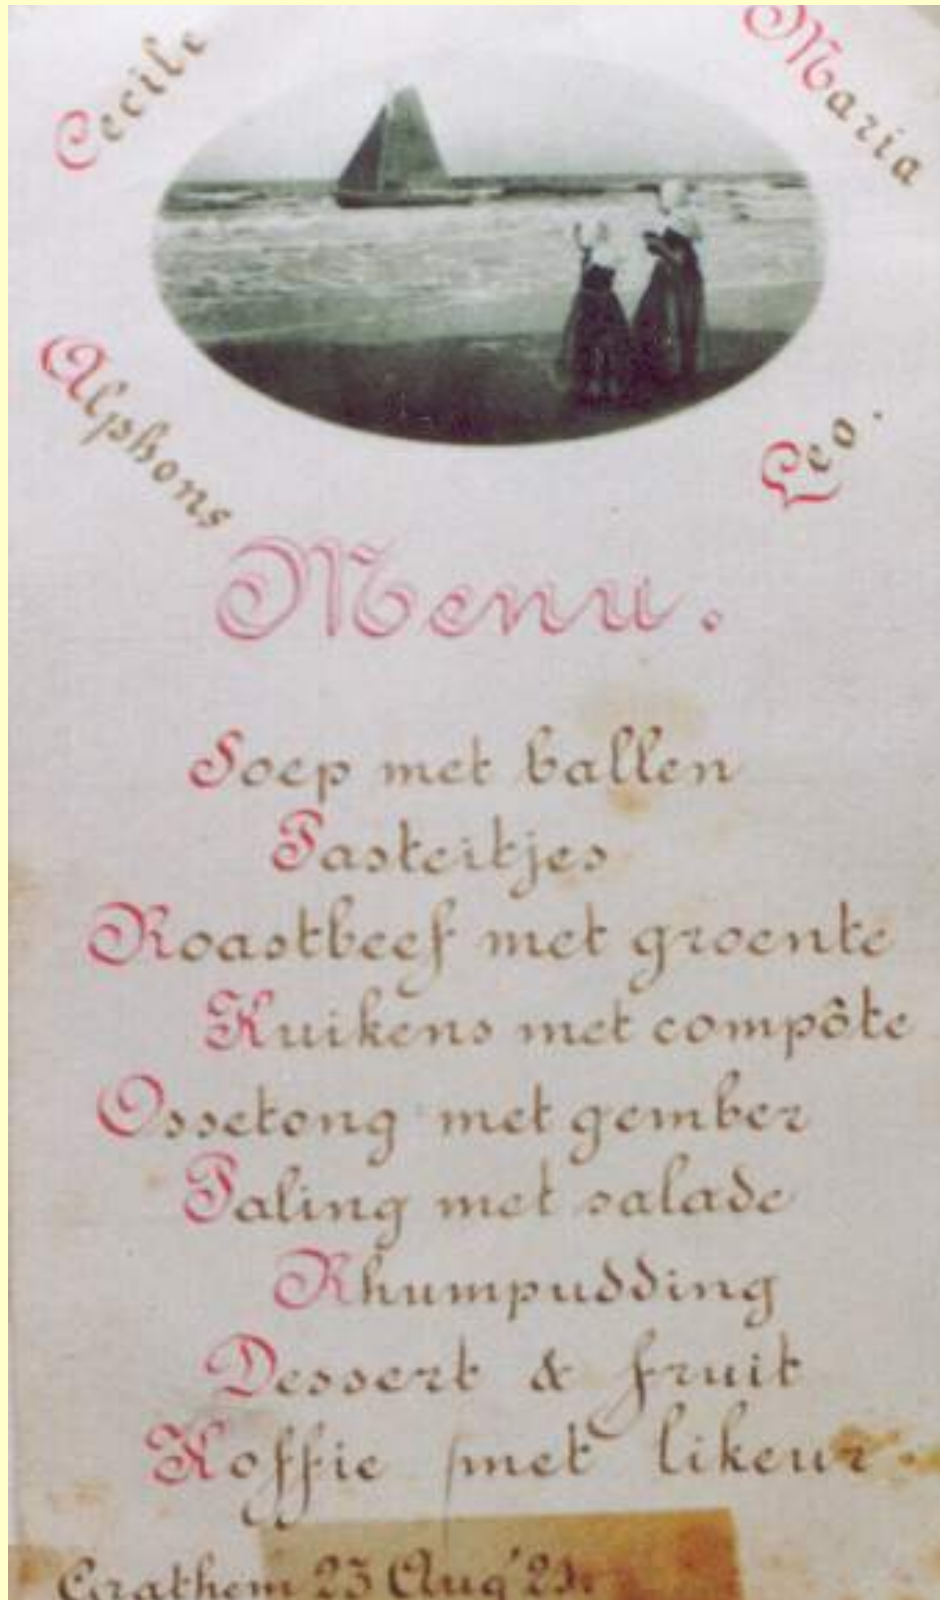 Cecile
Maria
Alphons
Leo.
Menu.
Soep met ballen
Pasteitjes
Roastbeef met groente
Kuikens met compôte
Ossetong met gember
Paling met salade
Rhumpudding
Dessert & fruit
Koffie met likeur.
Grathem 23 Aug'23.